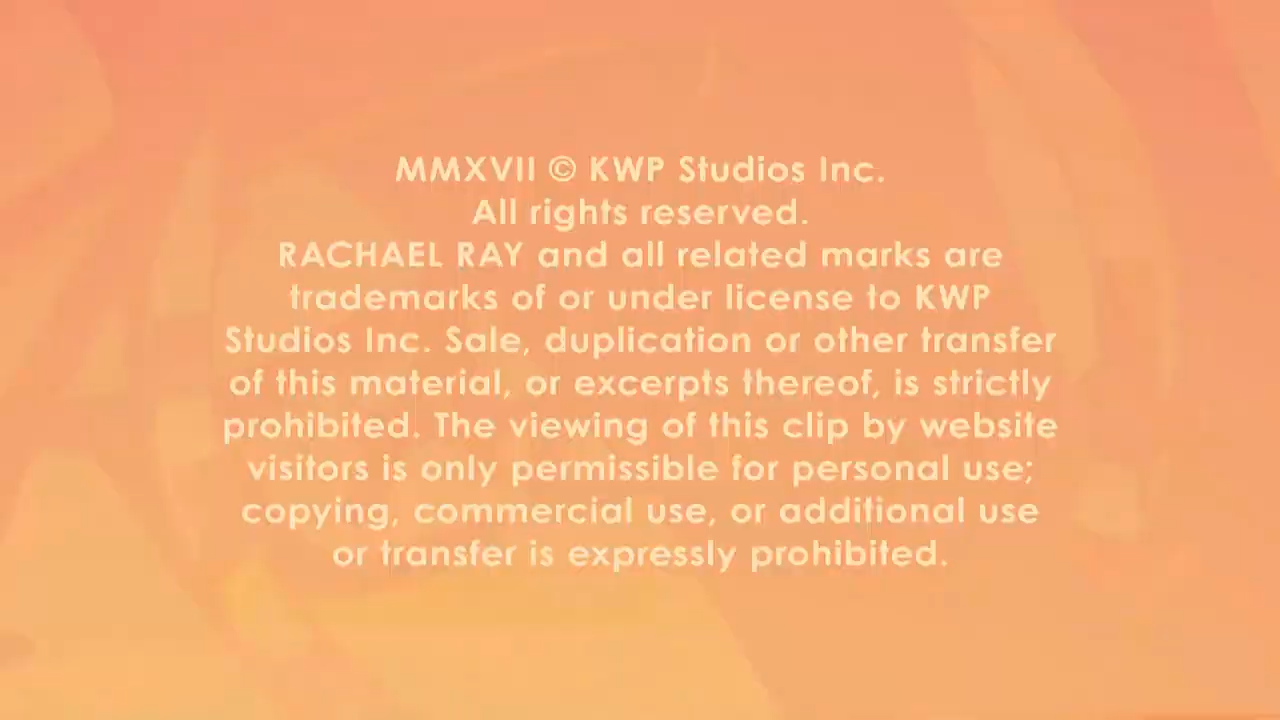 MMXVII © KWP Studios Inc.
All rights reserved.
RACHAEL RAY and all related marks are
trademarks of or under license to KWP
Studios Inc. Sale, duplication or other transfer
of this material, or excerpts thereof, is strictly
prohibited. The viewing of this clip by website
visitors is only permissible for personal use;
copying, commercial use, or additional use
or transfer is expressly prohibited.